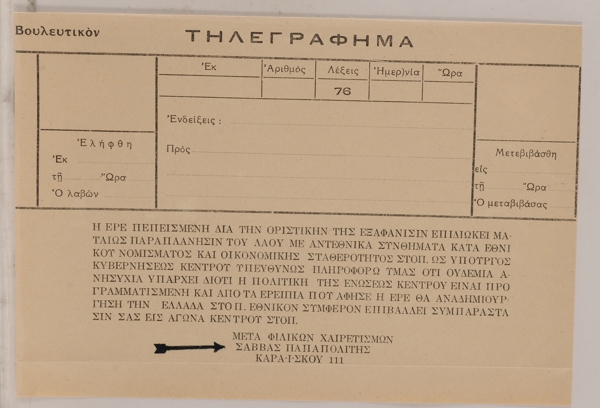 Βουλευτικὸν
ΤΗΛΕΓΡΑΦΗΜΑ
Ἐκ Ἀριθμὸς Λέξεις Ἡμερ)νία Ὥρα
76
Ἐνδείξεις :
Πρὸς
Ἐλήφθη
Ἐκ
τῇ Ὥρα
Ὁ λαβὼν
Μετεβιβάσθη
εἰς
τῇ Ὥρα
Ὁ μεταβιβάσας
Η ΕΡΕ ΠΕΠΕΙΣΜΕΝΗ ΔΙΑ ΤΗΝ ΟΡΙΣΤΙΚΗΝ ΤΗΣ ΕΞΑΦΑΝΙΣΙΝ ΕΠΙΔΙΩΚΕΙ ΜΑ-
ΤΑΙΩΣ ΠΑΡΑΠΛΑΝΗΣΙΝ ΤΟΥ ΛΑΟΥ ΜΕ ΑΝΤΕΘΝΙΚΑ ΣΥΝΘΗΜΑΤΑ ΚΑΤΑ ΕΘΝΙ
ΚΟΥ ΝΟΜΙΣΜΑΤΟΣ ΚΑΙ ΟΙΚΟΝΟΜΙΚΗΣ ΣΤΑΘΕΡΟΤΗΤΟΣ ΣΤΟΠ. ΩΣ ΥΠΟΥΡΓΟΣ
ΚΥΒΕΡΝΗΣΕΩΣ ΚΕΝΤΡΟΥ ΥΠΕΥΘΥΝΩΣ ΠΛΗΡΟΦΟΡΩ ΥΜΑΣ ΟΤΙ ΟΥΔΕΜΙΑ Α-
ΝΗΣΥΧΙΑ ΥΠΑΡΧΕΙ ΔΙΟΤΙ Η ΠΟΛΙΤΙΚΗ ΤΗΣ ΕΝΩΣΕΩΣ ΚΕΝΤΡΟΥ ΕΙΝΑΙ ΠΡΟ
ΓΡΑΜΜΑΤΙΣΜΕΝΗ ΚΑΙ ΑΠΟ ΤΑ ΕΡΕΙΠΙΑ ΠΟΥ ΑΦΗΣΕ Η ΕΡΕ ΘΑ ΑΝΑΔΗΜΙΟΥΡ-
ΓΗΣΗ ΤΗΝ ΕΛΛΑΔΑ ΣΤΟΠ. ΕΘΝΙΚΟΝ ΣΥΜΦΕΡΟΝ ΕΠΙΒΑΛΛΕΙ ΣΥΜΠΑΡΑΣΤΑ
ΣΙΝ ΣΑΣ ΕΙΣ ΑΓΩΝΑ ΚΕΝΤΡΟΥ ΣΤΟΠ.
ΜΕΤΑ ΦΙΛΙΚΩΝ ΧΑΙΡΕΤΙΣΜΩΝ
ΣΑΒΒΑΣ ΠΑΠΑΠΟΛΙΤΗΣ
ΚΑΡΑ·Ι·ΣΚΟΥ 111